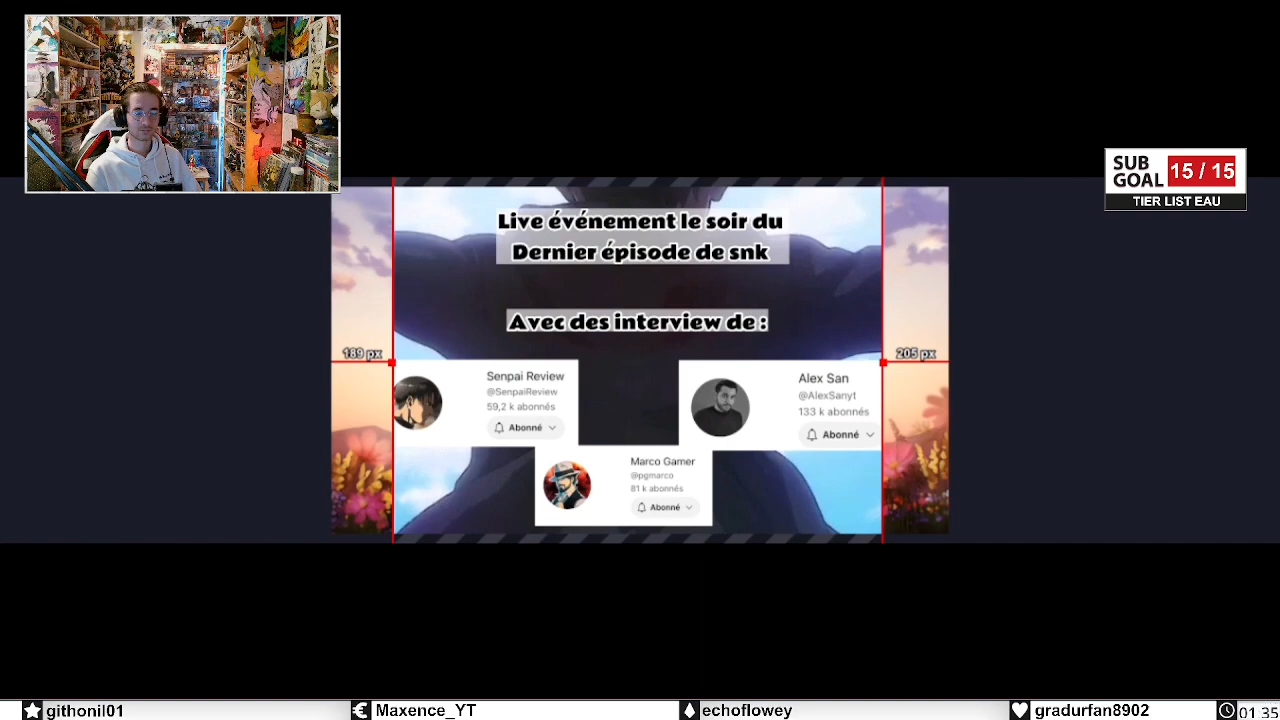 SUB
GOAL
15 / 15
TIER LIST EAU
Live événement le soir du
Dernier épisode de snk
Avec des interview de :
189 px
205 px
Senpai Review
@SenpaiReview
59,2 k abonnés
Abonné
Alex San
@AlexSanyt
133 k abonnés
Abonné
Marco Gamer
@pgmarco
81 k abonnés
Abonné
githonil01
Maxence_YT
echoflowey
gradurfan8902
01:35